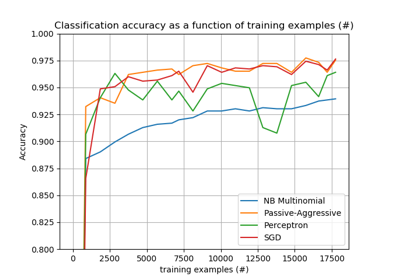 Classification accuracy as a function of training examples (#)
1.000
0.975
0.950
0.925
0.900
0.875
0.850
0.825
0.800
Accuracy
NB Multinomial
Passive-Aggressive
Perceptron
SGD
0 2500 5000 7500 10000 12500 15000 17500
training examples (#)